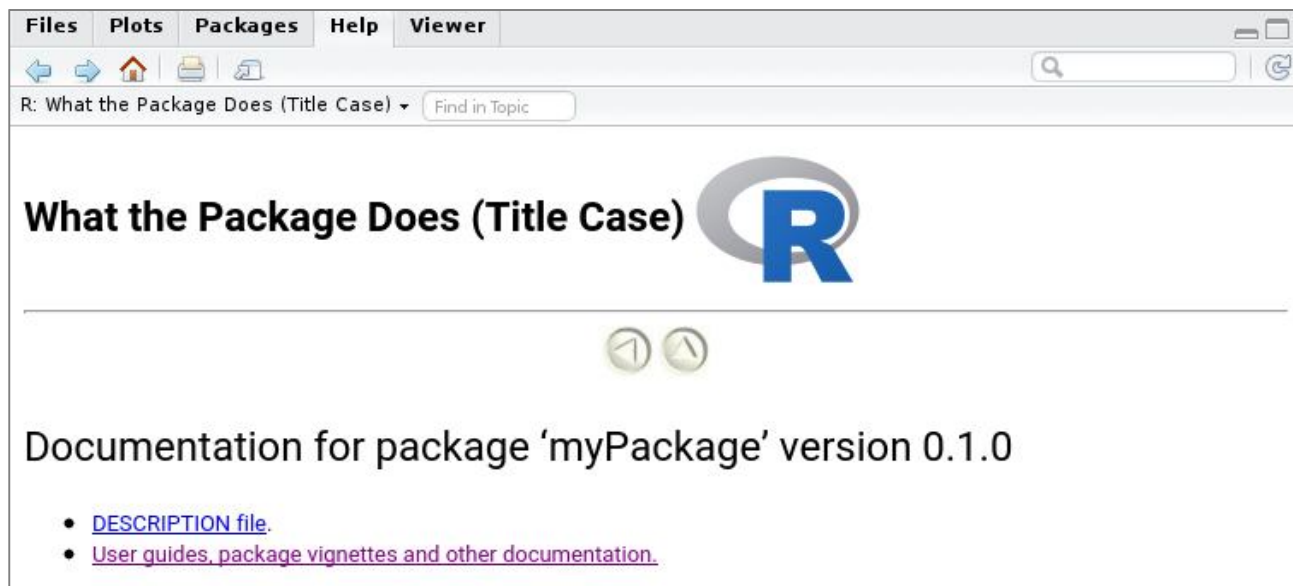 Files Plots Packages Help Viewer
R: What the Package Does (Title Case) Find in Topic
What the Package Does (Title Case) R
Documentation for package ‘myPackage’ version 0.1.0
DESCRIPTION file.
User guides, package vignettes and other documentation.